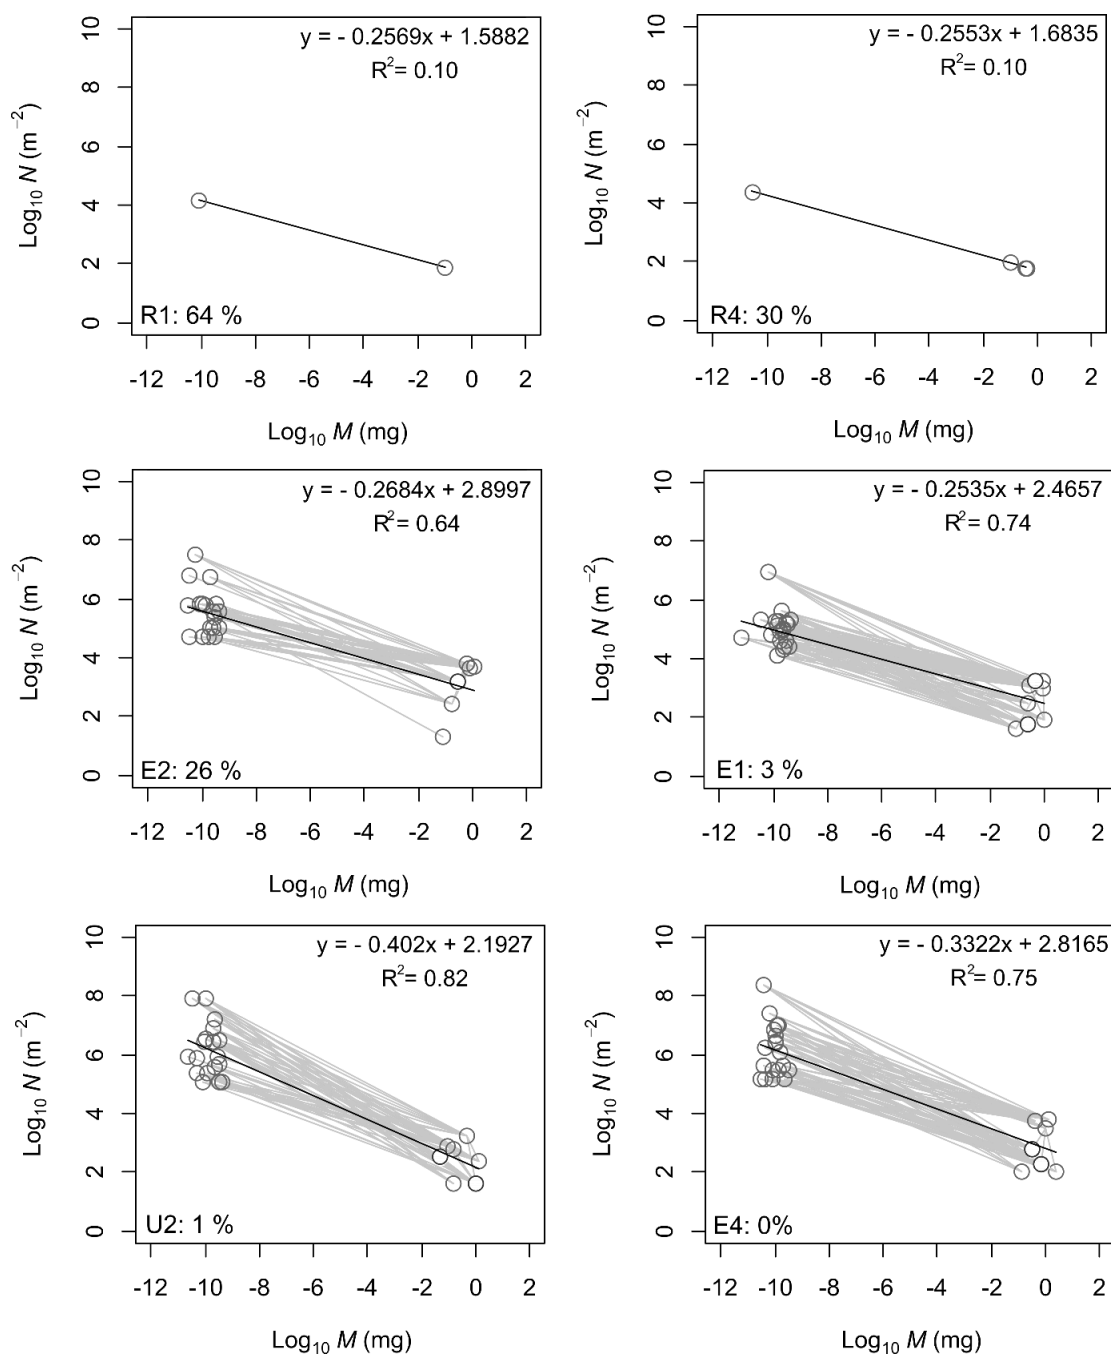 y = - 0.2569x + 1.5882
R²= 0.10
Log₁₀ N (m⁻²)
0 2 4 6 8 10
R1: 64 %
-12 -10 -8 -6 -4 -2 0 2
Log₁₀ M (mg)
y = - 0.2553x + 1.6835
R²= 0.10
Log₁₀ N (m⁻²)
0 2 4 6 8 10
R4: 30 %
-12 -10 -8 -6 -4 -2 0 2
Log₁₀ M (mg)
y = - 0.2684x + 2.8997
R²= 0.64
Log₁₀ N (m⁻²)
0 2 4 6 8 10
E2: 26 %
-12 -10 -8 -6 -4 -2 0 2
Log₁₀ M (mg)
y = - 0.2535x + 2.4657
R²= 0.74
Log₁₀ N (m⁻²)
0 2 4 6 8 10
E1: 3 %
-12 -10 -8 -6 -4 -2 0 2
Log₁₀ M (mg)
y = - 0.402x + 2.1927
R²= 0.82
Log₁₀ N (m⁻²)
0 2 4 6 8 10
U2: 1 %
-12 -10 -8 -6 -4 -2 0 2
Log₁₀ M (mg)
y = - 0.3322x + 2.8165
R²= 0.75
Log₁₀ N (m⁻²)
0 2 4 6 8 10
E4: 0%
-12 -10 -8 -6 -4 -2 0 2
Log₁₀ M (mg)